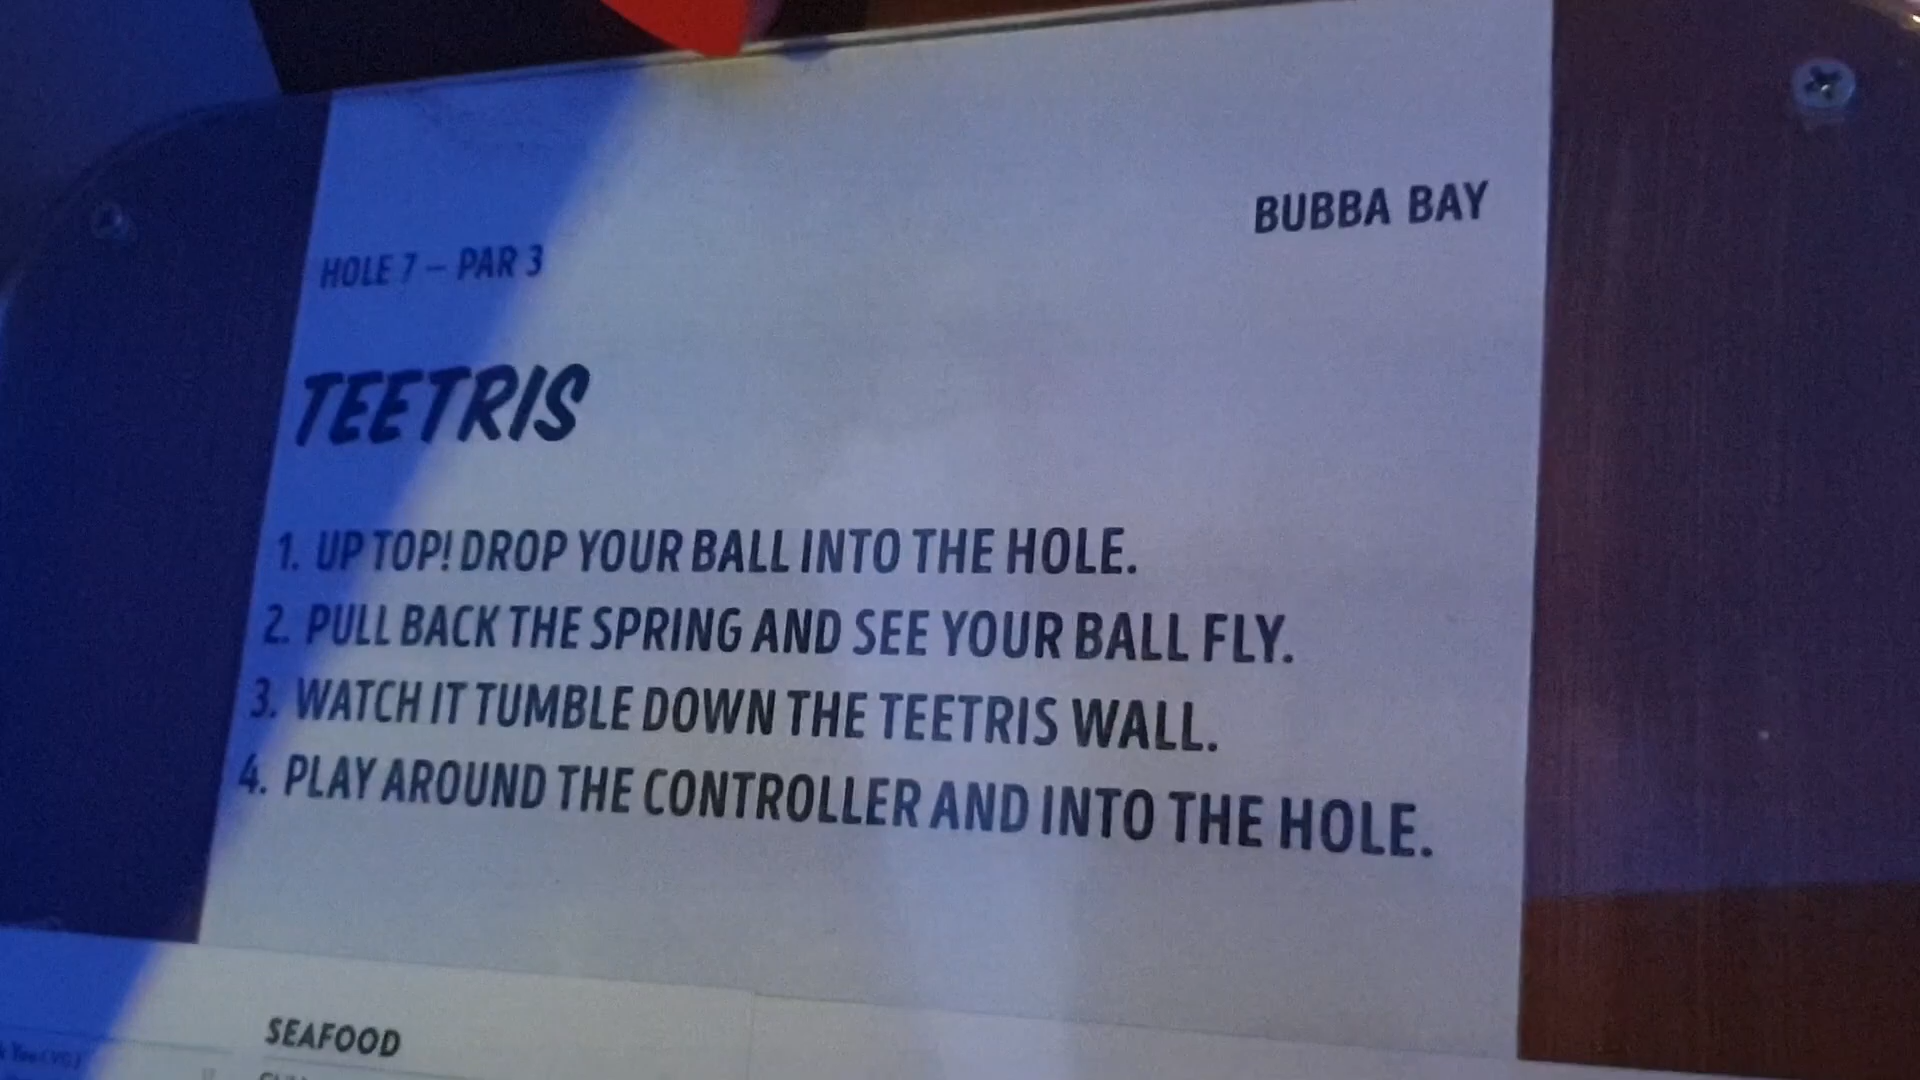 BUBBA BAY
HOLE 7 – PAR 3
TEETRIS
1. UP TOP! DROP YOUR BALL INTO THE HOLE.
2. PULL BACK THE SPRING AND SEE YOUR BALL FLY.
3. WATCH IT TUMBLE DOWN THE TEETRIS WALL.
4. PLAY AROUND THE CONTROLLER AND INTO THE HOLE.
SEAFOOD